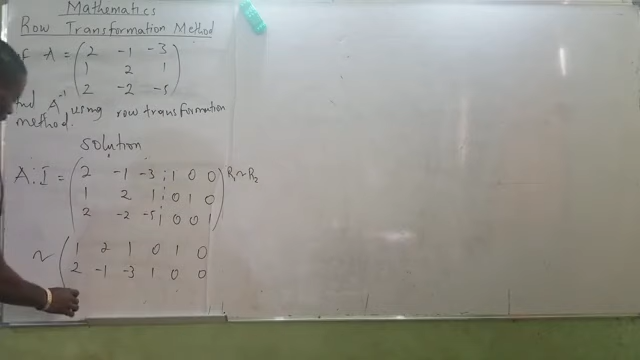 Mathematics
Row Transformation Method
If A = ( 2 -1 -3
1 2 1
2 -2 -5 )
A⁻¹ using row transformation
method.
Solution
A:I = ( 2 -1 -3 ¦ 1 0 0 ) R₁~R₂
1 2 1 ¦ 0 1 0
2 -2 -5 ¦ 0 0 1
~ ( 1 2 1 0 1 0
2 -1 -3 1 0 0